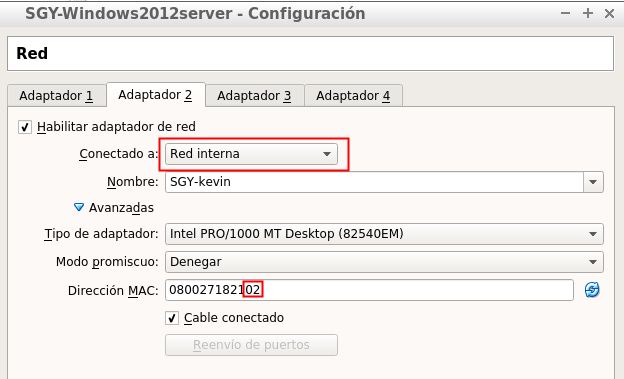 SGY-Windows2012server - Configuración
Red
Adaptador 1 Adaptador 2 Adaptador 3 Adaptador 4
Habilitar adaptador de red
Conectado a: Red interna
Nombre: SGY-kevin
Avanzadas
Tipo de adaptador: Intel PRO/1000 MT Desktop (82540EM)
Modo promiscuo: Denegar
Dirección MAC: 080027182102
Cable conectado
Reenvío de puertos